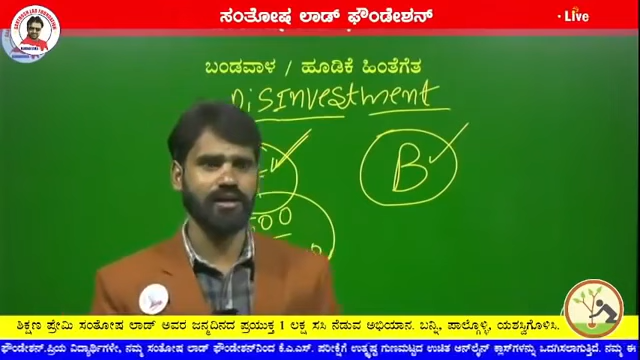 ಸಂತೋಷ ಲಾಡ್ ಫೌಂಡೇಶನ್
Live
ಬಂಡವಾಳ / ಹೂಡಿಕೆ ಹಿಂತೆಗೆತ
Disinvestment
B
ಶಿಕ್ಷಣ ಪ್ರೇಮಿ ಸಂತೋಷ ಲಾಡ್ ಅವರ ಜನ್ಮದಿನದ ಪ್ರಯುಕ್ತ 1 ಲಕ್ಷ ಸಸಿ ನೆಡುವ ಅಭಿಯಾನ. ಬನ್ನಿ, ಪಾಲ್ಗೊಳ್ಳಿ, ಯಶಸ್ವಿಗೊಳಿಸಿ.
ಫೌಂಡೇಶನ್.ಪ್ರಿಯ ವಿದ್ಯಾರ್ಥಿಗಳೇ, ನಮ್ಮ ಸಂತೋಷ ಲಾಡ್ ಫೌಂಡೇಶನ್‌ನಿಂದ ಕೆ.ಎ.ಎಸ್. ಪರೀಕ್ಷೆಗೆ ಉತ್ಕೃಷ್ಟ ಗುಣಮಟ್ಟದ ಉಚಿತ ಆನ್‌ಲೈನ್ ಕ್ಲಾಸ್‌ಗಳನ್ನು ಒದಗಿಸಲಾಗುತ್ತಿದೆ. ನಮ್ಮ ಈ